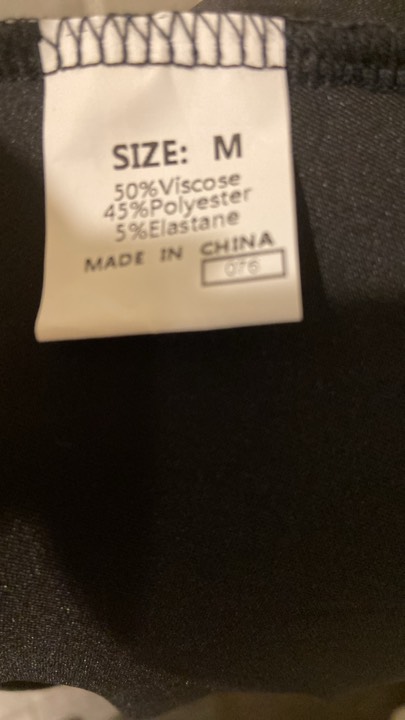 SIZE: M
50%Viscose
45%Polyester
5%Elastane
MADE IN CHINA
076